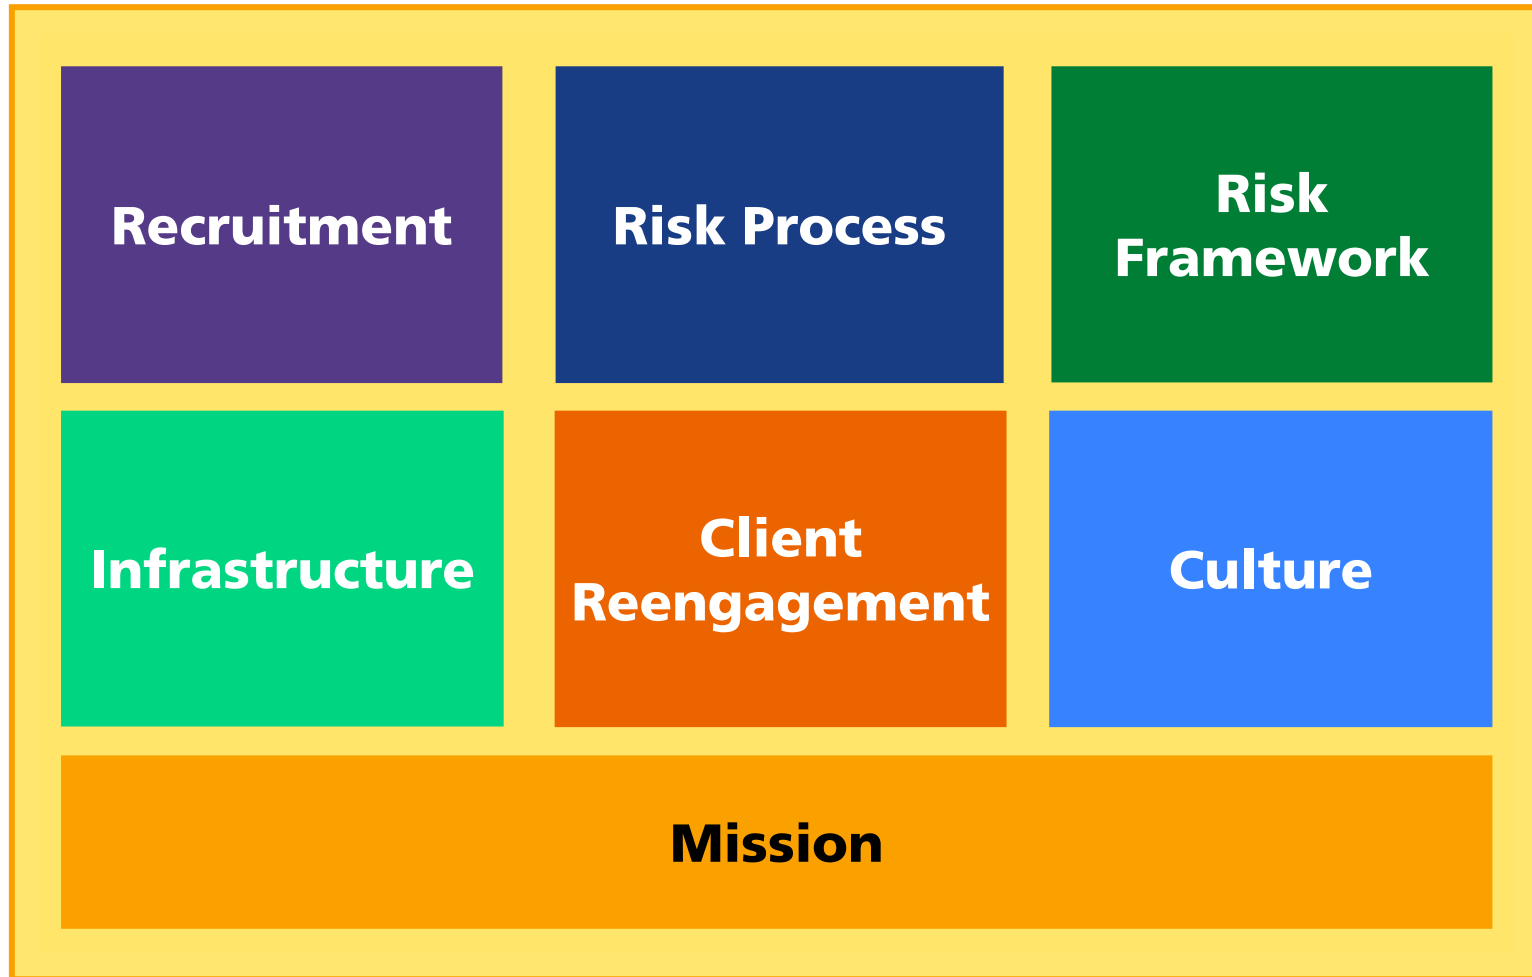 Recruitment
Risk Process
Risk
Framework
Infrastructure
Client
Reengagement
Culture
Mission